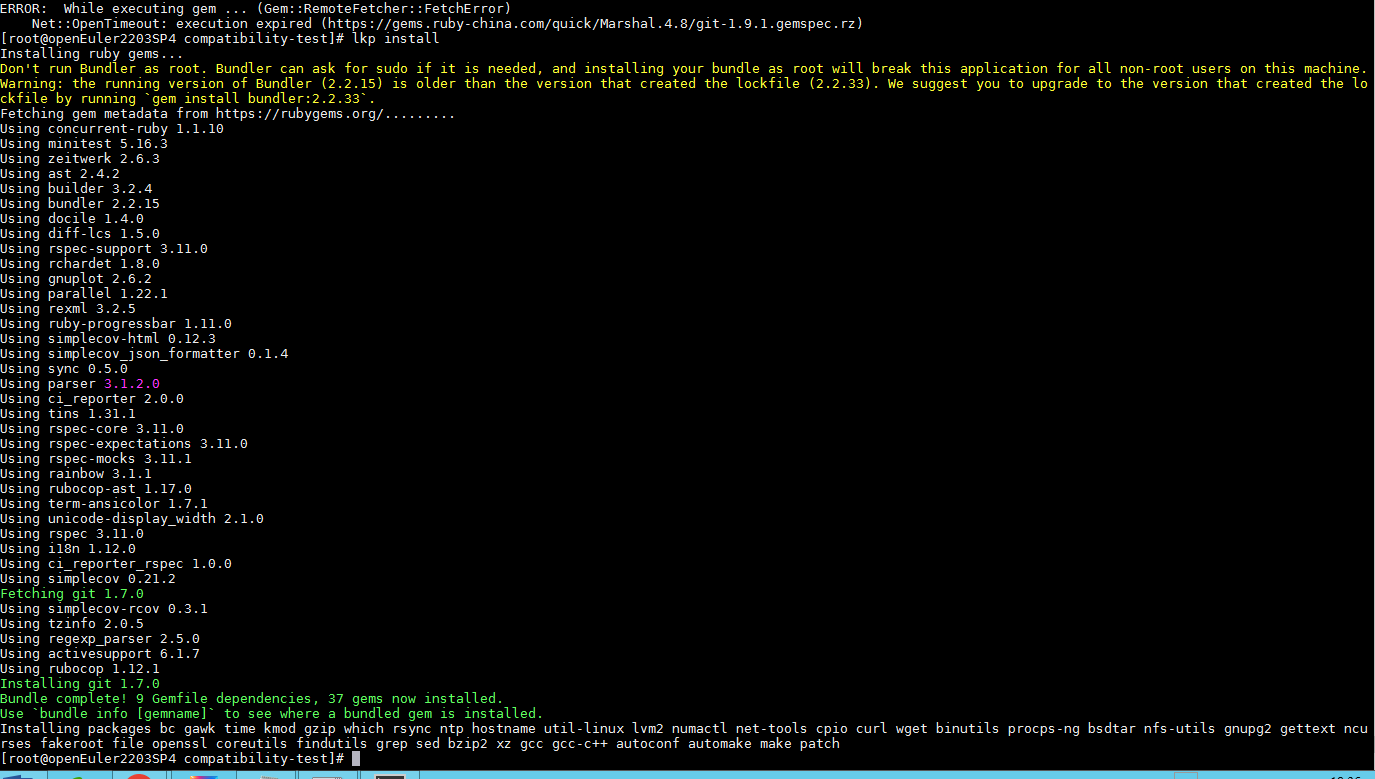 ERROR:  While executing gem ... (Gem::RemoteFetcher::FetchError)
    Net::OpenTimeout: execution expired (https://gems.ruby-china.com/quick/Marshal.4.8/git-1.9.1.gemspec.rz)
[root@openEuler2203SP4 compatibility-test]# lkp install
Installing ruby gems...
Don't run Bundler as root. Bundler can ask for sudo if it is needed, and installing your bundle as root will break this application for all non-root users on this machine.
Warning: the running version of Bundler (2.2.15) is older than the version that created the lockfile (2.2.33). We suggest you to upgrade to the version that created the lo
ckfile by running `gem install bundler:2.2.33`.
Fetching gem metadata from https://rubygems.org/.........
Using concurrent-ruby 1.1.10
Using minitest 5.16.3
Using zeitwerk 2.6.3
Using ast 2.4.2
Using builder 3.2.4
Using bundler 2.2.15
Using docile 1.4.0
Using diff-lcs 1.5.0
Using rspec-support 3.11.0
Using rchardet 1.8.0
Using gnuplot 2.6.2
Using parallel 1.22.1
Using rexml 3.2.5
Using ruby-progressbar 1.11.0
Using simplecov-html 0.12.3
Using simplecov_json_formatter 0.1.4
Using sync 0.5.0
Using parser 3.1.2.0
Using ci_reporter 2.0.0
Using tins 1.31.1
Using rspec-core 3.11.0
Using rspec-expectations 3.11.0
Using rspec-mocks 3.11.1
Using rainbow 3.1.1
Using rubocop-ast 1.17.0
Using term-ansicolor 1.7.1
Using unicode-display_width 2.1.0
Using rspec 3.11.0
Using i18n 1.12.0
Using ci_reporter_rspec 1.0.0
Using simplecov 0.21.2
Fetching git 1.7.0
Using simplecov-rcov 0.3.1
Using tzinfo 2.0.5
Using regexp_parser 2.5.0
Using activesupport 6.1.7
Using rubocop 1.12.1
Installing git 1.7.0
Bundle complete! 9 Gemfile dependencies, 37 gems now installed.
Use `bundle info [gemname]` to see where a bundled gem is installed.
Installing packages bc gawk time kmod gzip which rsync ntp hostname util-linux lvm2 numactl net-tools cpio curl wget binutils procps-ng bsdtar nfs-utils gnupg2 gettext ncu
rses fakeroot file openssl coreutils findutils grep sed bzip2 xz gcc gcc-c++ autoconf automake make patch
[root@openEuler2203SP4 compatibility-test]#